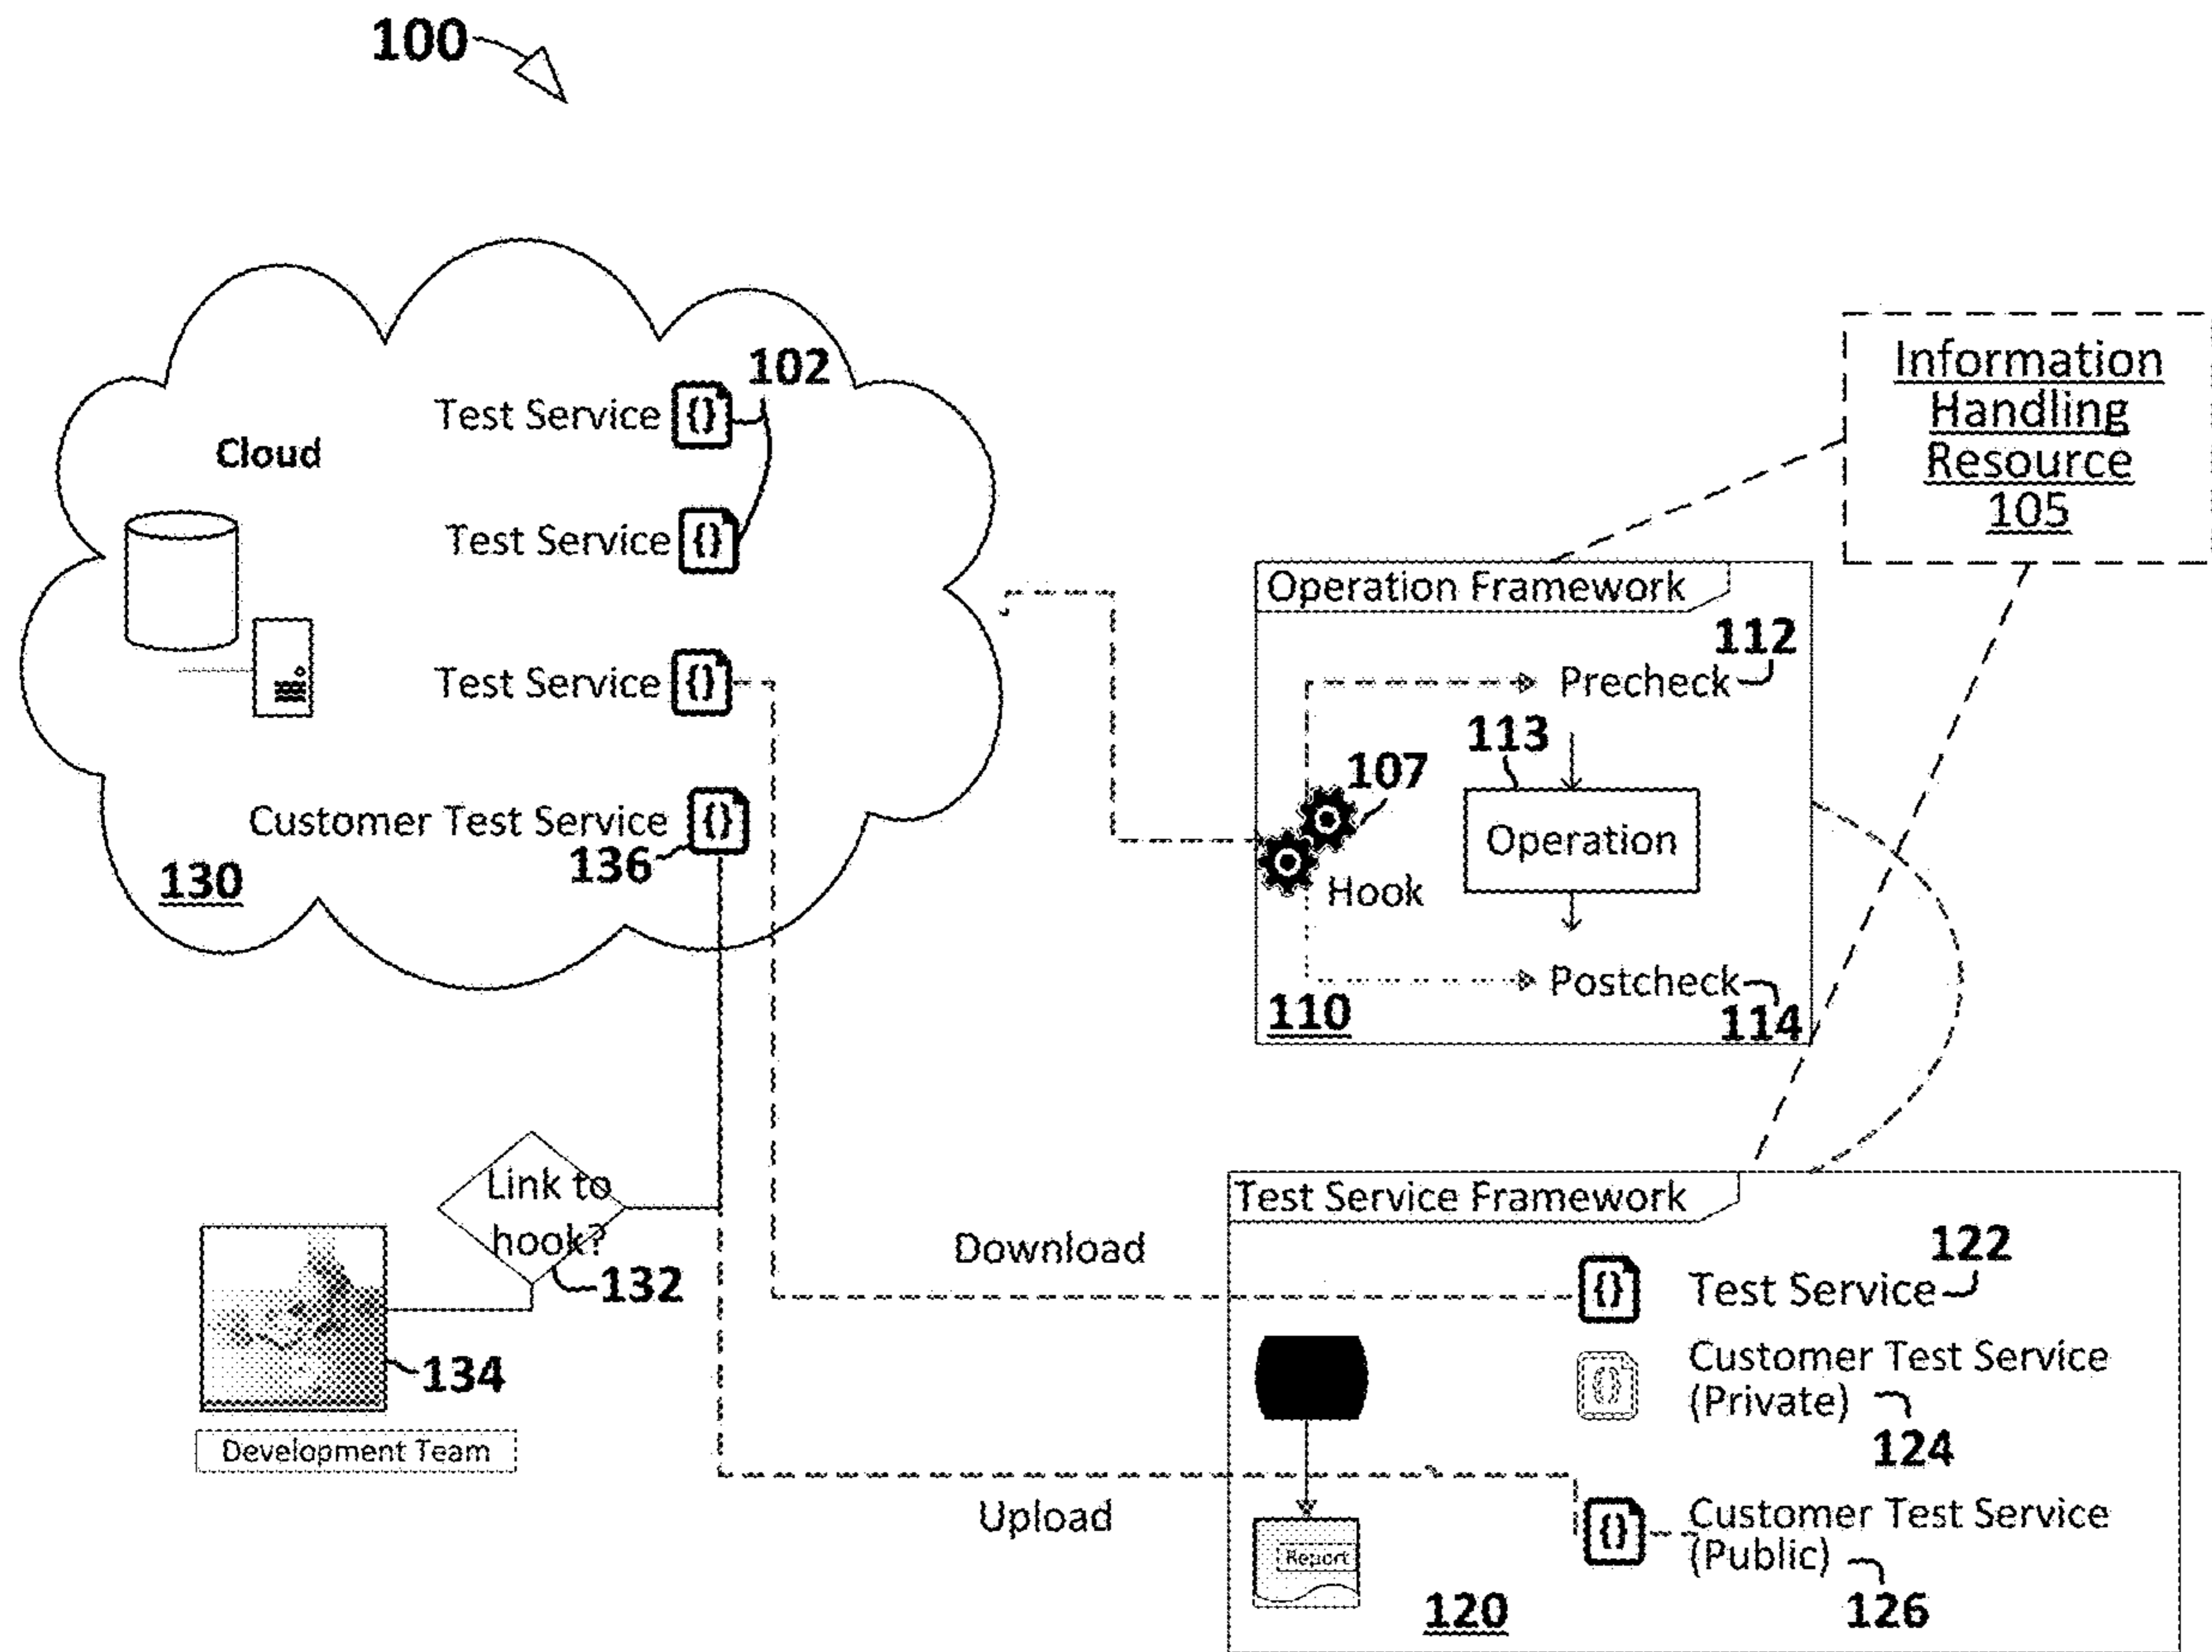 100
102
Test Service {}
Cloud
Test Service {}
Test Service {}
Customer Test Service {}
136
130
Information
Handling
Resource
105
Operation Framework
112
Precheck
113
107
Operation
Hook
Postcheck
110
114
Link to
hook?
132
134
Development Team
Download
Upload
Test Service Framework
122
{} Test Service
{} Customer Test Service
(Private)
124
{} Customer Test Service
(Public)
126
Report
120